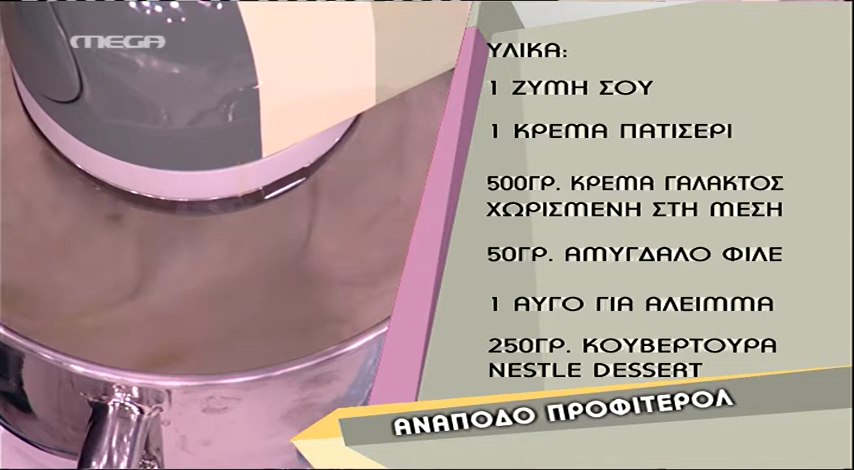 MEGA
ΥΛΙΚΑ:
1 ΖΥΜΗ ΣΟΥ
1 ΚΡΕΜΑ ΠΑΤΙΣΕΡΙ
500ΓΡ. ΚΡΕΜΑ ΓΑΛΑΚΤΟΣ
ΧΩΡΙΣΜΕΝΗ ΣΤΗ ΜΕΣΗ
50ΓΡ. ΑΜΥΓΔΑΛΟ ΦΙΛΕ
1 ΑΥΓΟ ΓΙΑ ΑΛΕΙΜΜΑ
250ΓΡ. ΚΟΥΒΕΡΤΟΥΡΑ
NESTLE DESSERT
ΑΝΑΠΟΔΟ ΠΡΟΦΙΤΕΡΟΛ